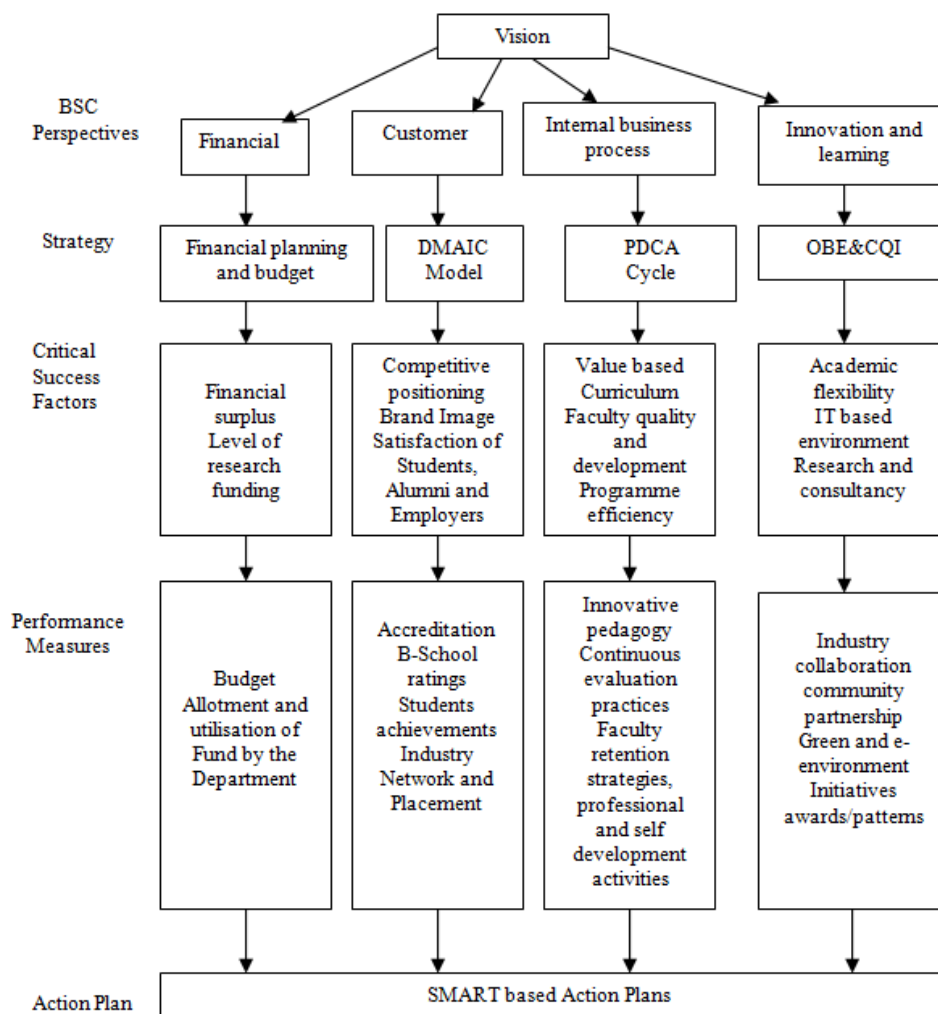 Vision
BSC
Perspectives
Financial
Customer
Internal business
process
Innovation and
learning
Strategy
Financial planning
and budget
DMAIC
Model
PDCA
Cycle
OBE&CQI
Critical
Success
Factors
Financial
surplus
Level of
research
funding
Competitive
positioning
Brand Image
Satisfaction of
Students,
Alumni and
Employers
Value based
Curriculum
Faculty quality
and
development
Programme
efficiency
Academic
flexibility
IT based
environment
Research and
consultancy
Performance
Measures
Budget
Allotment and
utilisation of
Fund by the
Department
Accreditation
B-School
ratings
Students
achievements
Industry
Network and
Placement
Innovative
pedagogy
Continuous
evaluation
practices
Faculty
retention
strategies,
professional
and self
development
activities
Industry
collaboration
community
partnership
Green and e-
environment
Initiatives
awards/patterns
Action Plan
SMART based Action Plans